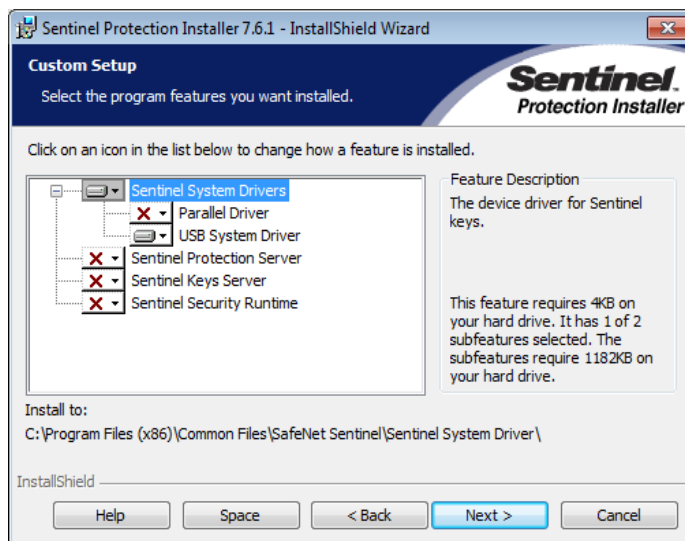 Sentinel Protection Installer 7.6.1 - InstallShield Wizard
Custom Setup
Select the program features you want installed.
Sentinel.
Protection Installer
Click on an icon in the list below to change how a feature is installed.
Sentinel System Drivers
Parallel Driver
USB System Driver
Sentinel Protection Server
Sentinel Keys Server
Sentinel Security Runtime
Feature Description
The device driver for Sentinel
keys.
This feature requires 4KB on
your hard drive. It has 1 of 2
subfeatures selected. The
subfeatures require 1182KB on
your hard drive.
Install to:
C:\Program Files (x86)\Common Files\SafeNet Sentinel\Sentinel System Driver\
InstallShield
Help
Space
< Back
Next >
Cancel